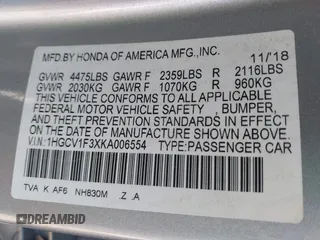 MFD.BY HONDA OF AMERICA MFG.,INC. 11/18
GVWR 4475LBS GAWR F 2359LBS R 2116LBS
GVWR 2030KG GAWR F 1070KG R 960KG
THIS VEHICLE CONFORMS TO ALL APPLICABLE
FEDERAL MOTOR VEHICLE SAFETY, BUMPER,
AND THEFT PREVENTION STANDARDS IN EFFECT
ON THE DATE OF MANUFACTURE SHOWN ABOVE.
V.I.N.:1HGCV1F3XKA006554 TYPE:PASSENGER CAR
TVA K AF6 NH830M .Z .A
DREAMBID